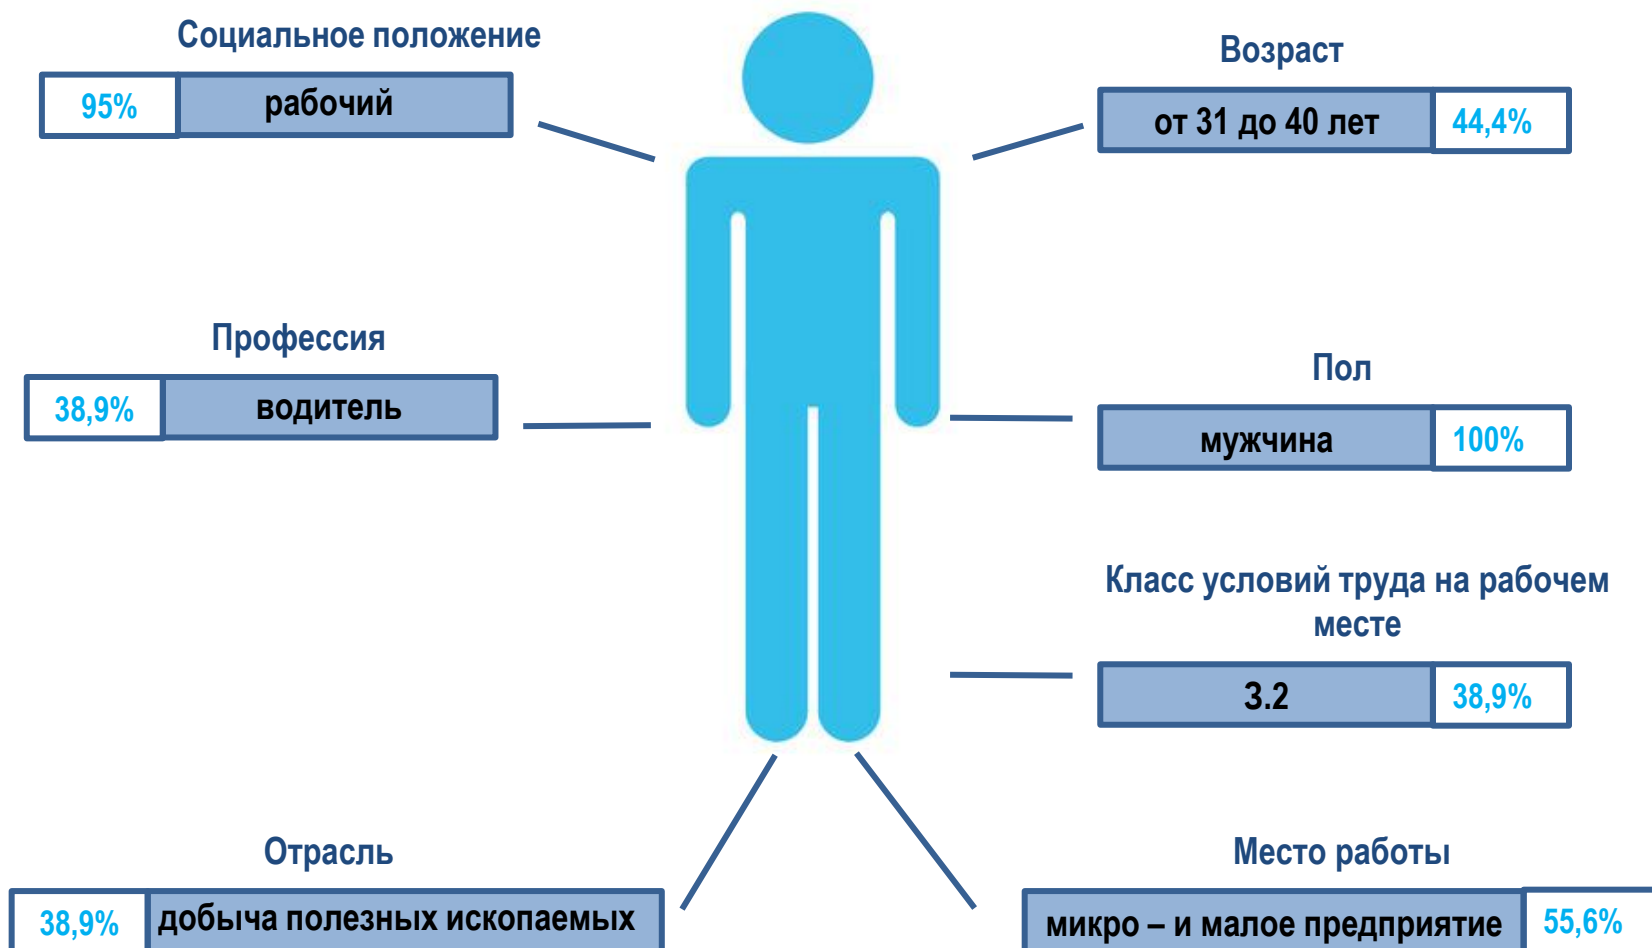 Социальное положение
95% рабочий
Возраст
от 31 до 40 лет 44,4%
Профессия
38,9% водитель
Пол
мужчина 100%
Класс условий труда на рабочем
месте
3.2 38,9%
Отрасль
38,9% добыча полезных ископаемых
Место работы
микро – и малое предприятие 55,6%